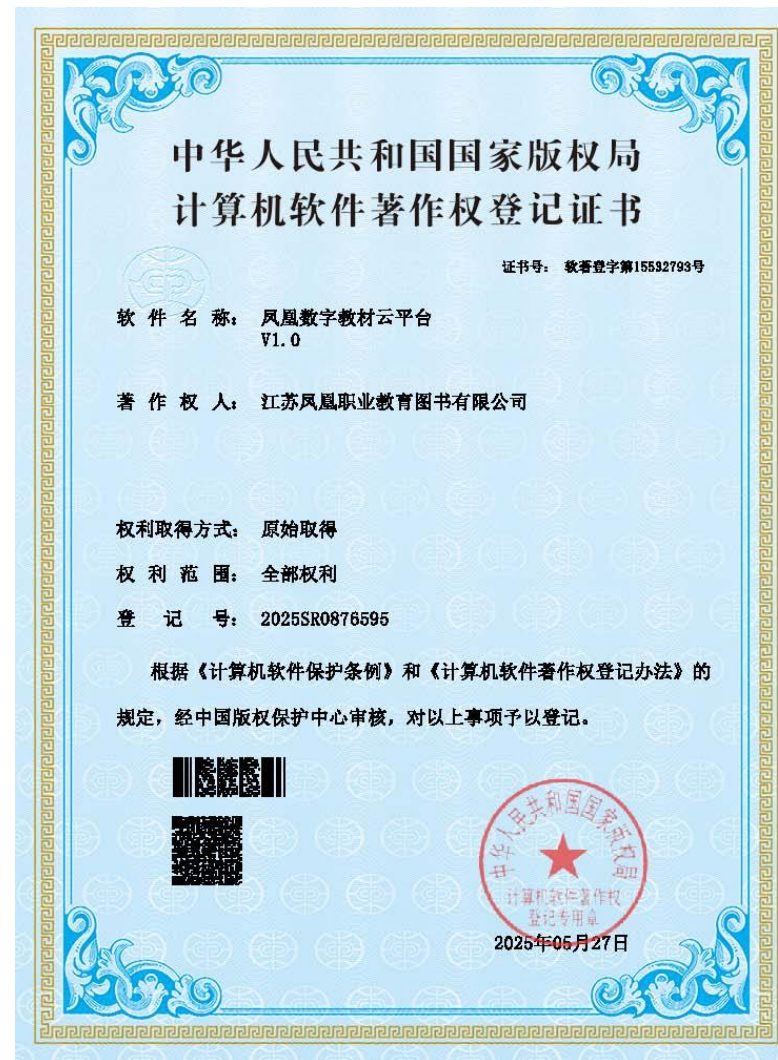 中华人民共和国国家版权局
计算机软件著作权登记证书
证书号： 软著登字第15532793号
软件名称： 凤凰数字教材云平台
V1.0
著作权人： 江苏凤凰职业教育图书有限公司
权利取得方式： 原始取得
权利范围： 全部权利
登记号： 2025SR0876595
根据《计算机软件保护条例》和《计算机软件著作权登记办法》的
规定，经中国版权保护中心审核，对以上事项予以登记。
中华人民共和国国家版权局
计算机软件著作权
登记专用章
2025年05月27日